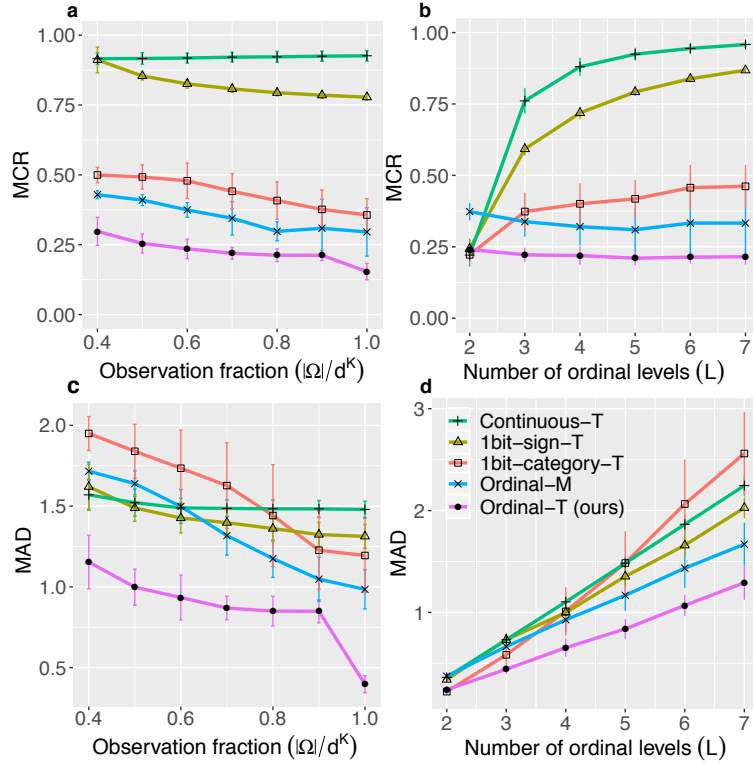 a
1.00
0.75
0.50
0.25
0.00
MCR
0.4
0.6
0.8
1.0
Observation fraction (|Ω|/d^K)
b
1.00
0.75
0.50
0.25
0.00
MCR
2
3
4
5
6
7
Number of ordinal levels (L)
c
2.0
1.5
1.0
0.5
MAD
0.4
0.6
0.8
1.0
Observation fraction (|Ω|/d^K)
d
3
2
1
MAD
Continuous−T
1bit−sign−T
1bit−category−T
Ordinal−M
Ordinal−T (ours)
2
3
4
5
6
7
Number of ordinal levels (L)